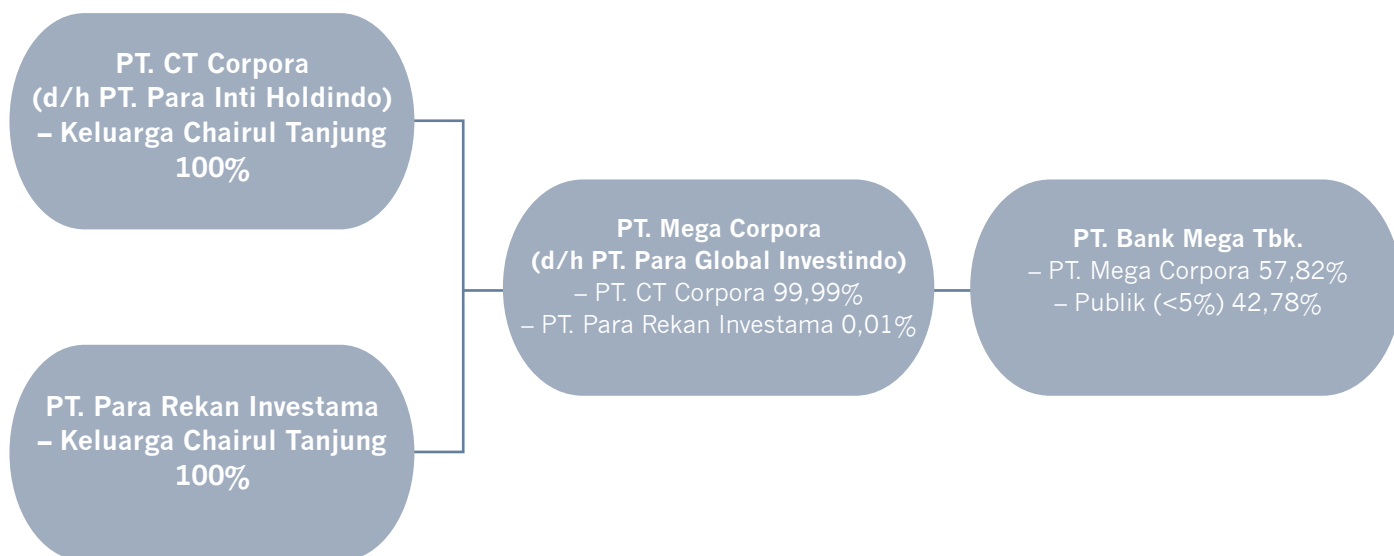 PT. CT Corpora
(d/h PT. Para Inti Holdindo)
– Keluarga Chairul Tanjung
100%
PT. Para Rekan Investama
– Keluarga Chairul Tanjung
100%
PT. Mega Corpora
(d/h PT. Para Global Investindo)
– PT. CT Corpora 99,99%
– PT. Para Rekan Investama 0,01%
PT. Bank Mega Tbk.
– PT. Mega Corpora 57,82%
– Publik (<5%) 42,78%